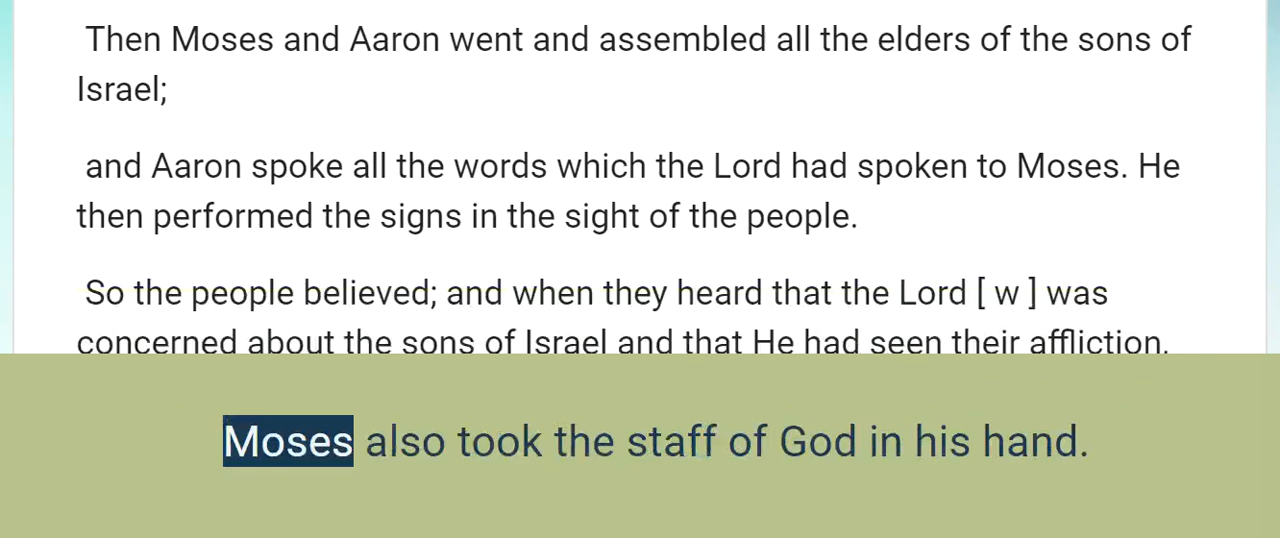 Then Moses and Aaron went and assembled all the elders of the sons of
Israel;
and Aaron spoke all the words which the Lord had spoken to Moses. He
then performed the signs in the sight of the people.
So the people believed; and when they heard that the Lord [ w ] was
concerned about the sons of Israel and that He had seen their affliction,
Moses also took the staff of God in his hand.